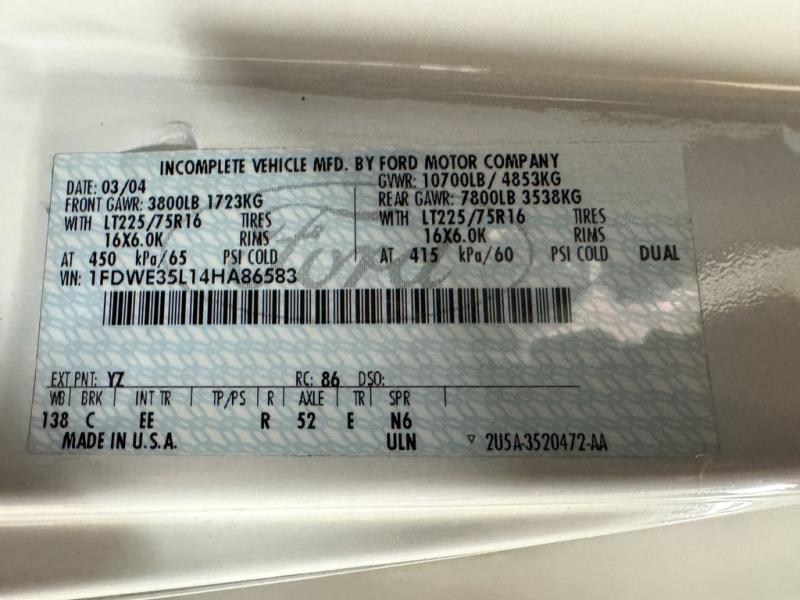 INCOMPLETE VEHICLE MFD. BY FORD MOTOR COMPANY
DATE: 03/04 GVWR: 10700LB/ 4853KG
FRONT GAWR: 3800LB 1723KG REAR GAWR: 7800LB 3538KG
WITH LT225/75R16 TIRES WITH LT225/75R16 TIRES
16X6.0K RIMS 16X6.0K RIMS
AT 450 kPa/65 PSI COLD AT 415 kPa/60 PSI COLD DUAL
VIN: 1FDWE35L14HA86583
Ford
EXT PNT: YZ RC: 86 DSO:
WB BRK INT TR TP/PS R AXLE TR SPR
138 C EE R 52 E N6
MADE IN U.S.A. ULN ▽ 2U5A-3520472-AA